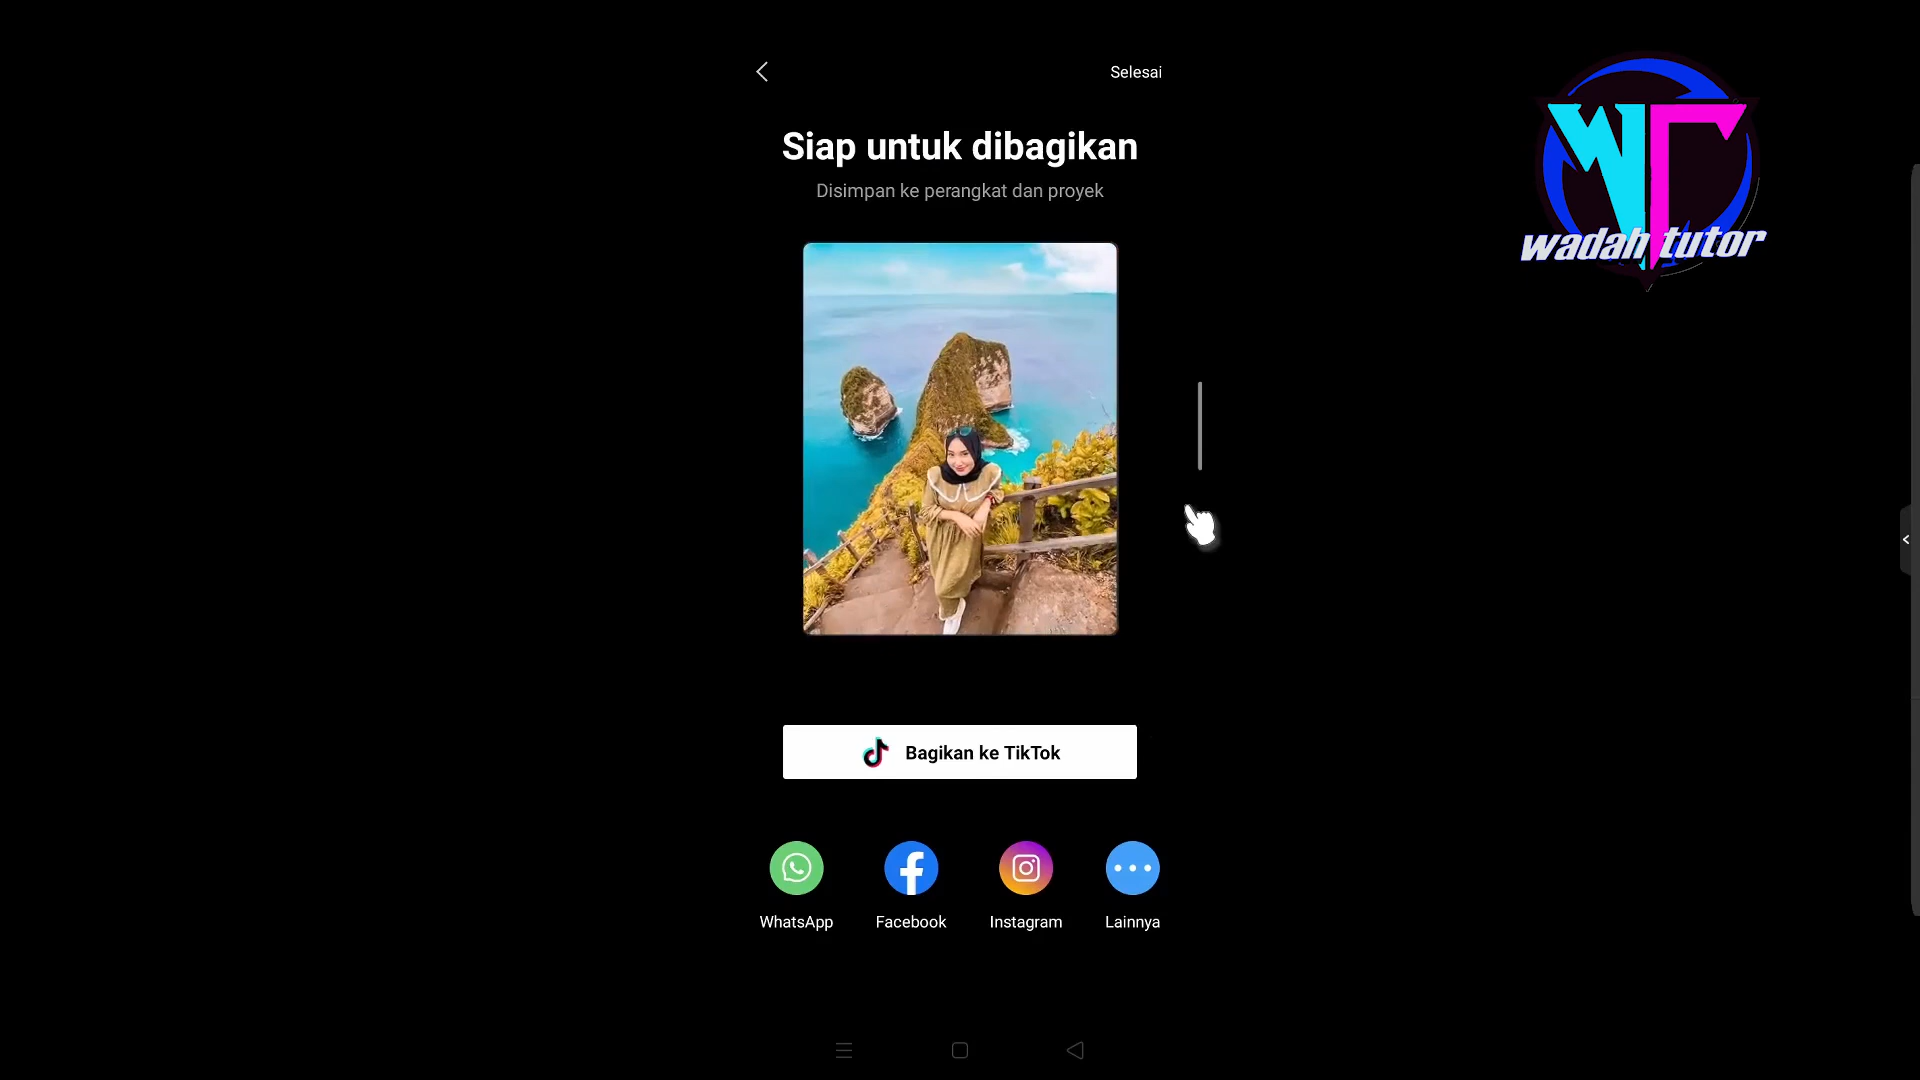 Selesai
Siap untuk dibagikan
Disimpan ke perangkat dan proyek
wadah tutor
Bagikan ke TikTok
WhatsApp
Facebook
Instagram
Lainnya